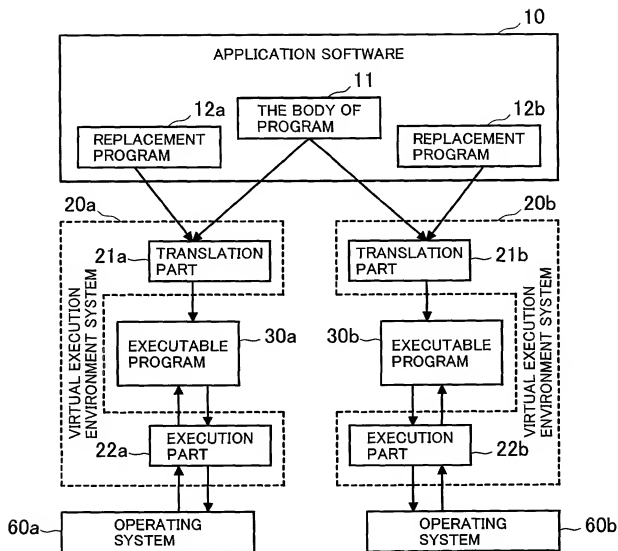 10
APPLICATION SOFTWARE
11
12a
THE BODY OF
PROGRAM
12b
REPLACEMENT
PROGRAM
REPLACEMENT
PROGRAM
20a
20b
21a
TRANSLATION
PART
TRANSLATION
PART
21b
VIRTUAL EXECUTION
ENVIRONMENT SYSTEM
30a
EXECUTABLE
PROGRAM
30b
EXECUTABLE
PROGRAM
VIRTUAL EXECUTION
ENVIRONMENT SYSTEM
22a
EXECUTION
PART
EXECUTION
PART
22b
60a
OPERATING
SYSTEM
OPERATING
SYSTEM
60b